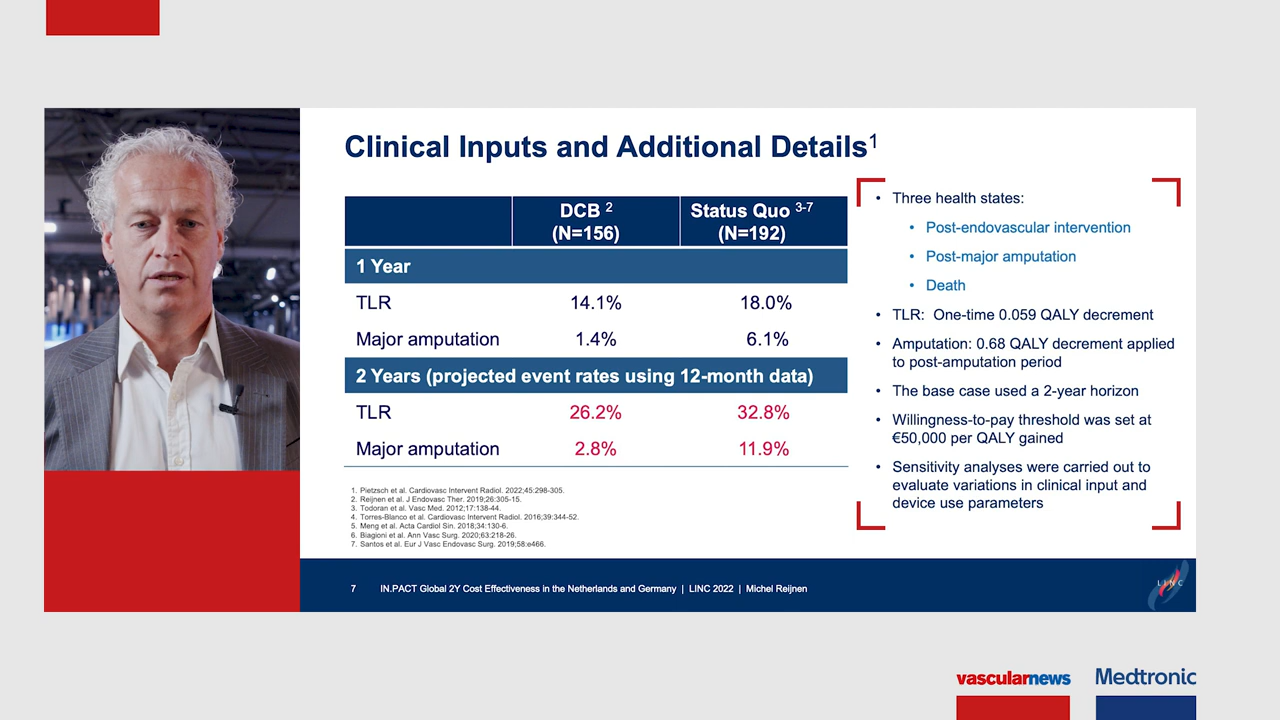 Clinical Inputs and Additional Details1
DCB 2 Status Quo 3-7
(N=156) (N=192)
1 Year
TLR 14.1% 18.0%
Major amputation 1.4% 6.1%
2 Years (projected event rates using 12-month data)
TLR 26.2% 32.8%
Major amputation 2.8% 11.9%
• Three health states:
• Post-endovascular intervention
• Post-major amputation
• Death
• TLR: One-time 0.059 QALY decrement
• Amputation: 0.68 QALY decrement applied
to post-amputation period
• The base case used a 2-year horizon
• Willingness-to-pay threshold was set at
€50,000 per QALY gained
• Sensitivity analyses were carried out to
evaluate variations in clinical input and
device use parameters
1. Pietzsch et al. Cardiovasc Intervent Radiol. 2022;45:298-305.
2. Reijnen et al. J Endovasc Ther. 2019;26:305-15.
3. Todoran et al. Vasc Med. 2012;17:138-44.
4. Torres-Blanco et al. Cardiovasc Intervent Radiol. 2016;39:344-52.
5. Meng et al. Acta Cardiol Sin. 2018;34:130-6.
6. Biagioni et al. Ann Vasc Surg. 2020;63:218-26.
7. Santos et al. Eur J Vasc Endovasc Surg. 2019;58:e466.
7 IN.PACT Global 2Y Cost Effectiveness in the Netherlands and Germany | LINC 2022 | Michel Reijnen
LINC
vascularnews Medtronic